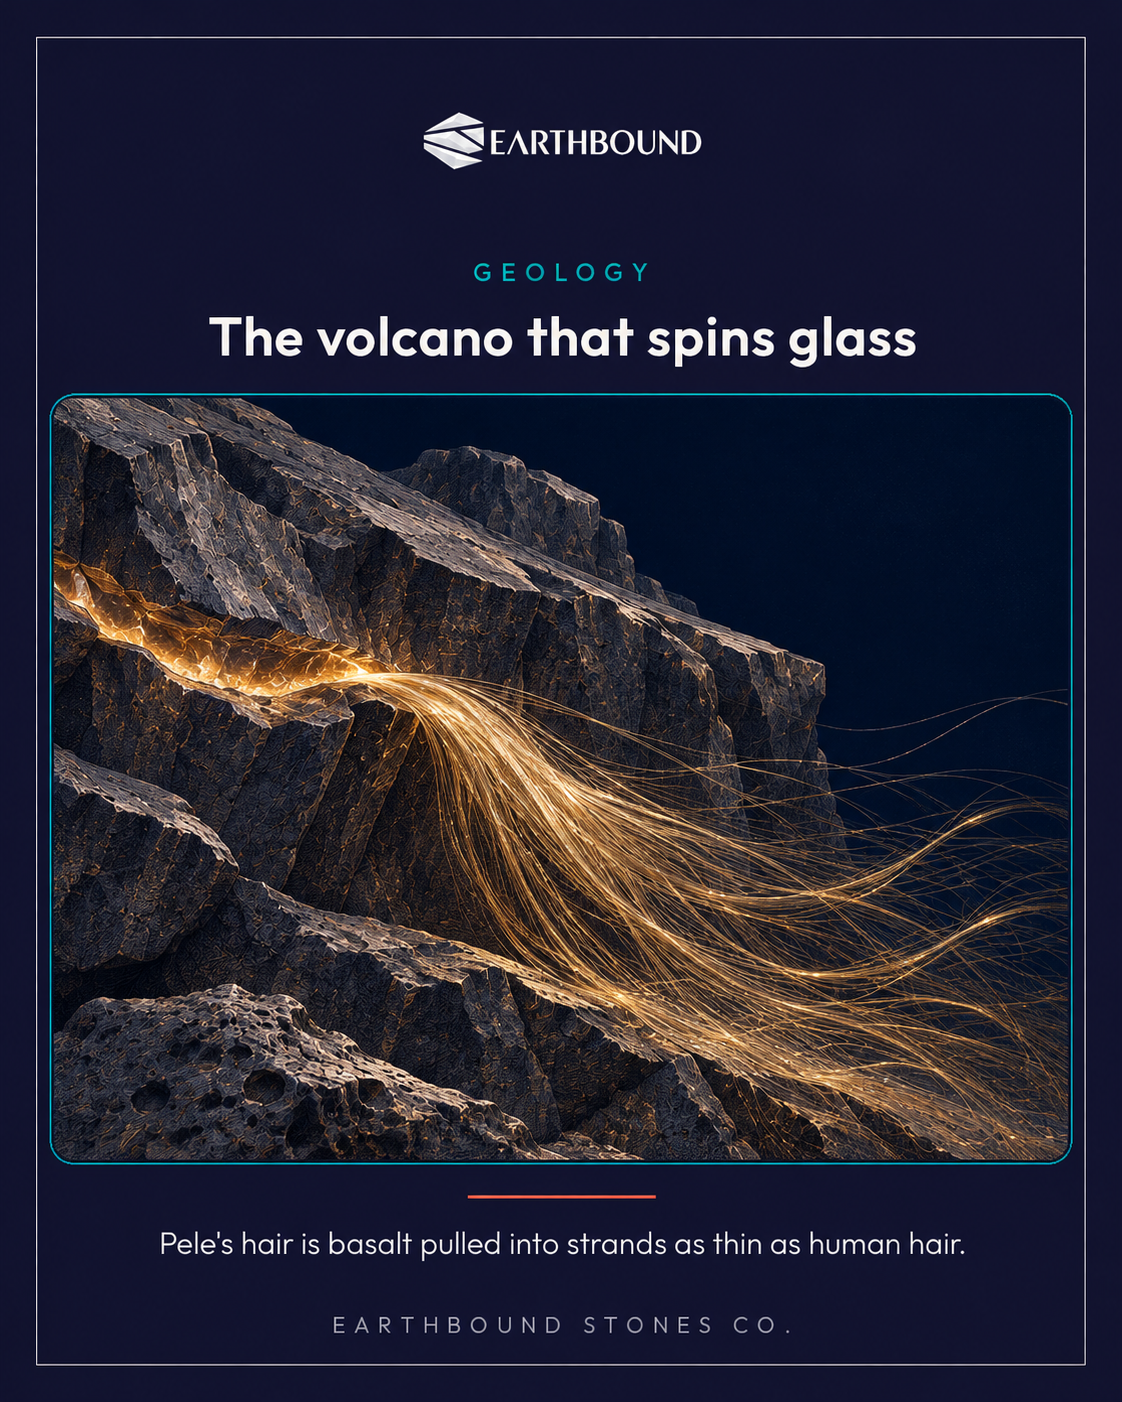 EARTHBOUND
GEOLOGY
The volcano that spins glass
Pele's hair is basalt pulled into strands as thin as human hair.
EARTHBOUND STONES CO.